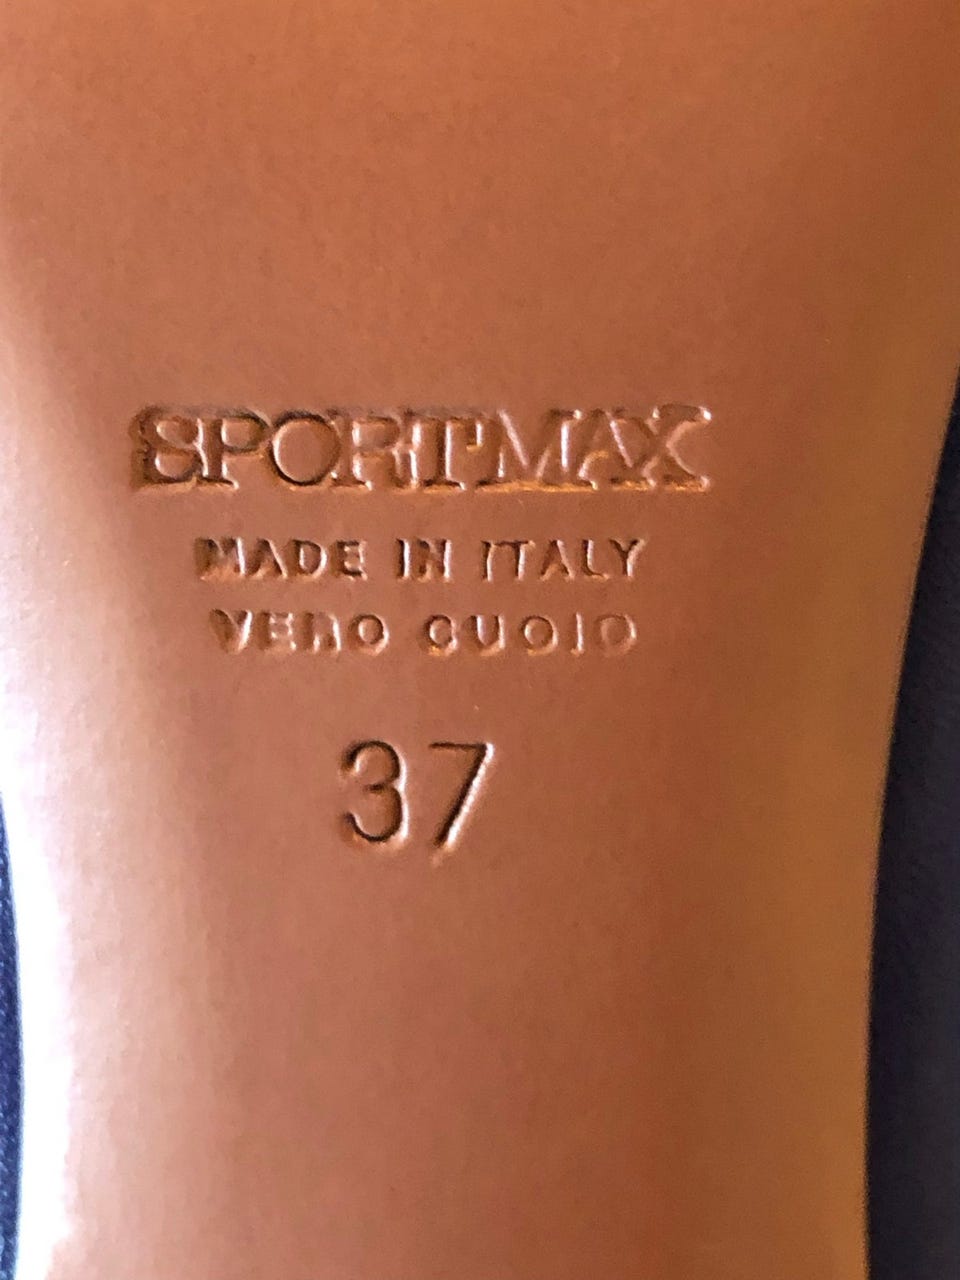 SPORTMAX
MADE IN ITALY
VERO CUOIO
37